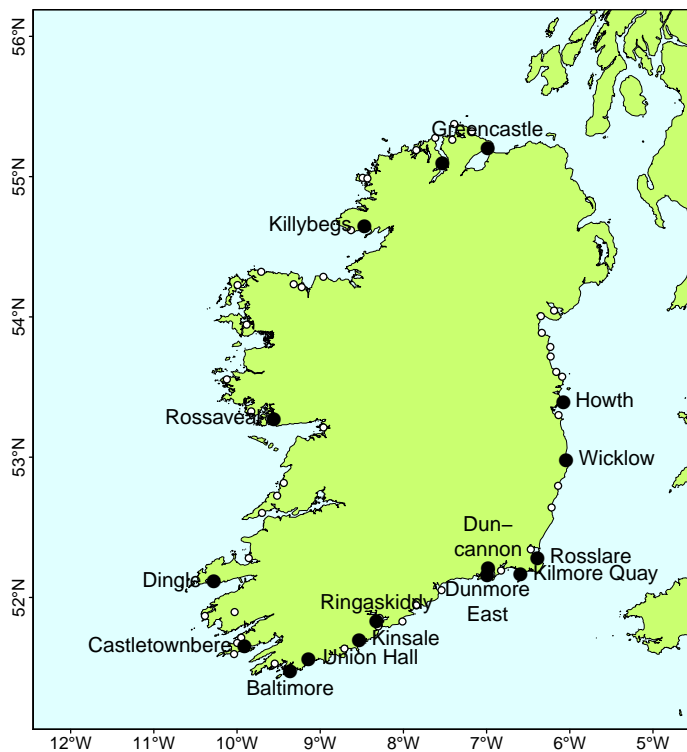 56°N
Greencastle
55°N
Killybegs
54°N
Howth
Rossaveal
53°N
Wicklow
Dun–
cannon
Rosslare
Dingle
Kilmore Quay
52°N
Dunmore
East
Ringaskiddy
Castletownbere
Kinsale
Union Hall
Baltimore
12°W
11°W
10°W
9°W
8°W
7°W
6°W
5°W